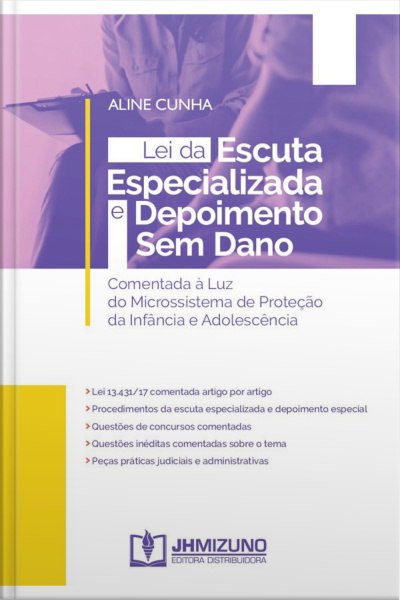 ALINE CUNHA
Lei da Escuta
Especializada
e Depoimento
Sem Dano
Comentada à Luz
do Microssistema de Proteção
da Infância e Adolescência
> Lei 13.431/17 comentada artigo por artigo
> Procedimentos da escuta especializada e depoimento especial
> Questões de concursos comentadas
> Questões inéditas comentadas sobre o tema
> Peças práticas judiciais e administrativas
JHMIZUNO
EDITORA DISTRIBUIDORA